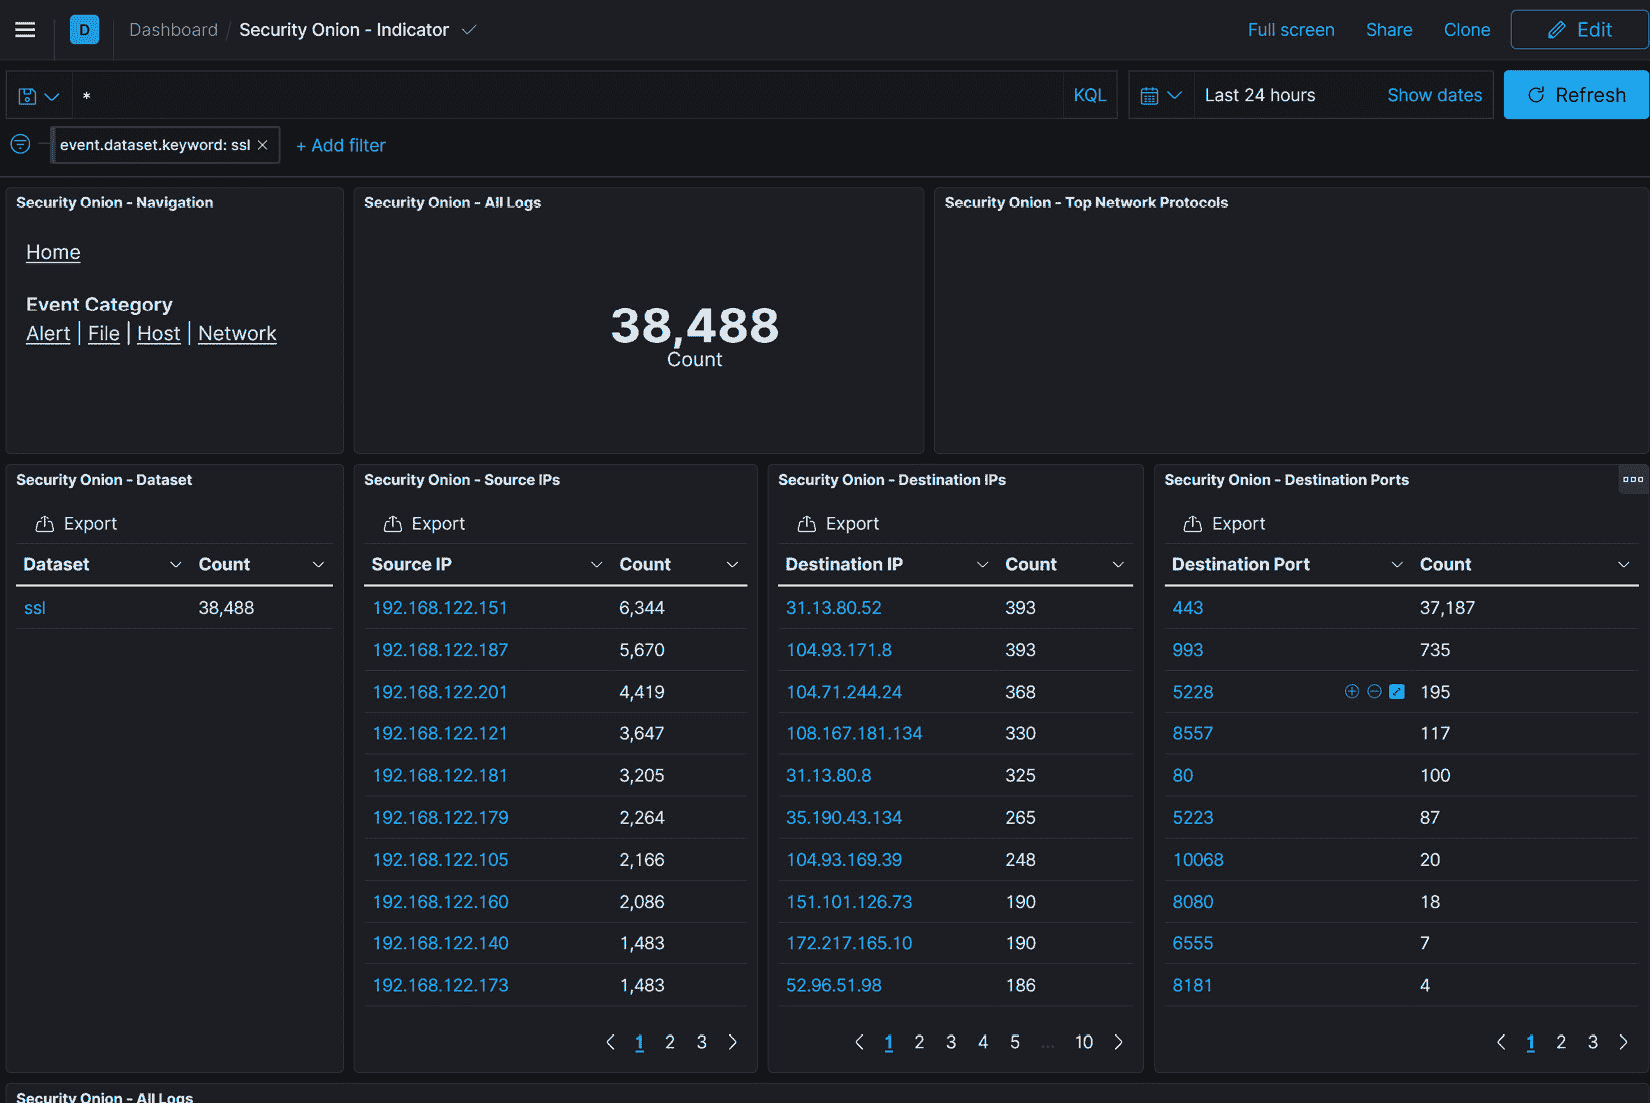 D Dashboard / Security Onion - Indicator Full screen Share Clone Edit
* KQL Last 24 hours Show dates Refresh
event.dataset.keyword: ssl × + Add filter
Security Onion - Navigation
Home
Event Category
Alert | File | Host | Network
Security Onion - All Logs
38,488
Count
Security Onion - Top Network Protocols
Security Onion - Dataset
Export
Dataset Count
ssl 38,488
Security Onion - Source IPs
Export
Source IP Count
192.168.122.151 6,344
192.168.122.187 5,670
192.168.122.201 4,419
192.168.122.121 3,647
192.168.122.181 3,205
192.168.122.179 2,264
192.168.122.105 2,166
192.168.122.160 2,086
192.168.122.140 1,483
192.168.122.173 1,483
1 2 3
Security Onion - Destination IPs
Export
Destination IP Count
31.13.80.52 393
104.93.171.8 393
104.71.244.24 368
108.167.181.134 330
31.13.80.8 325
35.190.43.134 265
104.93.169.39 248
151.101.126.73 190
172.217.165.10 190
52.96.51.98 186
1 2 3 4 5 ... 10
Security Onion - Destination Ports
Export
Destination Port Count
443 37,187
993 735
5228 195
8557 117
80 100
5223 87
10068 20
8080 18
6555 7
8181 4
1 2 3
Security Onion - All Logs